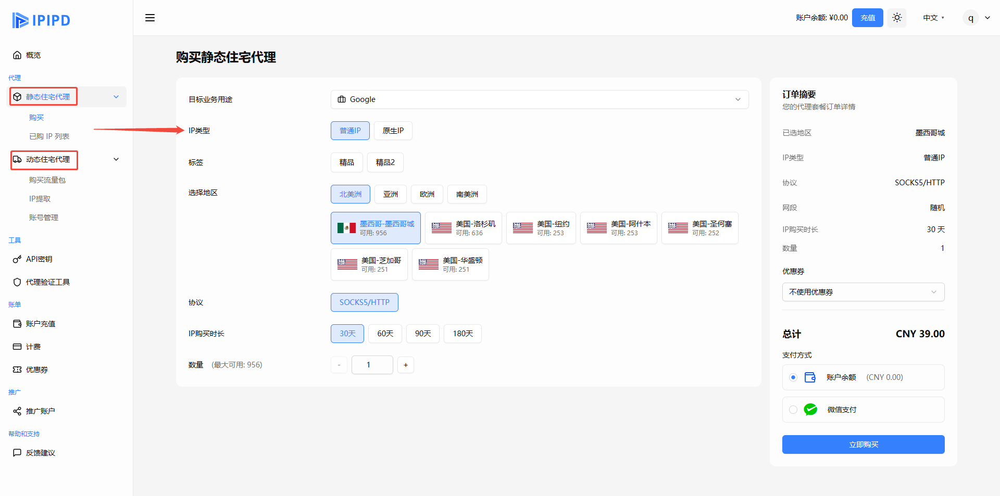 IPIPD
账户余额: ¥0.00
充值
中文
q
概览
代理
静态住宅代理
购买
已购 IP 列表
动态住宅代理
购买流量包
IP提取
账号管理
工具
API密钥
代理验证工具
账单
账户充值
计费
优惠券
推广
推广账户
帮助和支持
反馈建议
购买静态住宅代理
目标业务用途
Google
IP类型
普通IP
原生IP
标签
精品
精品2
选择地区
北美洲
亚洲
欧洲
南美洲
墨西哥-墨西哥城
可用: 956
美国-洛杉矶
可用: 636
美国-纽约
可用: 253
美国-阿什本
可用: 253
美国-圣何塞
可用: 252
美国-芝加哥
可用: 251
美国-华盛顿
可用: 251
协议
SOCKS5/HTTP
IP购买时长
30天
60天
90天
180天
数量 (最大可用: 956)
-
1
+
订单摘要
您的代理套餐订单详情
已选地区 墨西哥城
IP类型 普通IP
协议 SOCKS5/HTTP
网段 随机
IP购买时长 30 天
数量 1
优惠券
不使用优惠券
总计 CNY 39.00
支付方式
账户余额 (CNY 0.00)
微信支付
立即购买